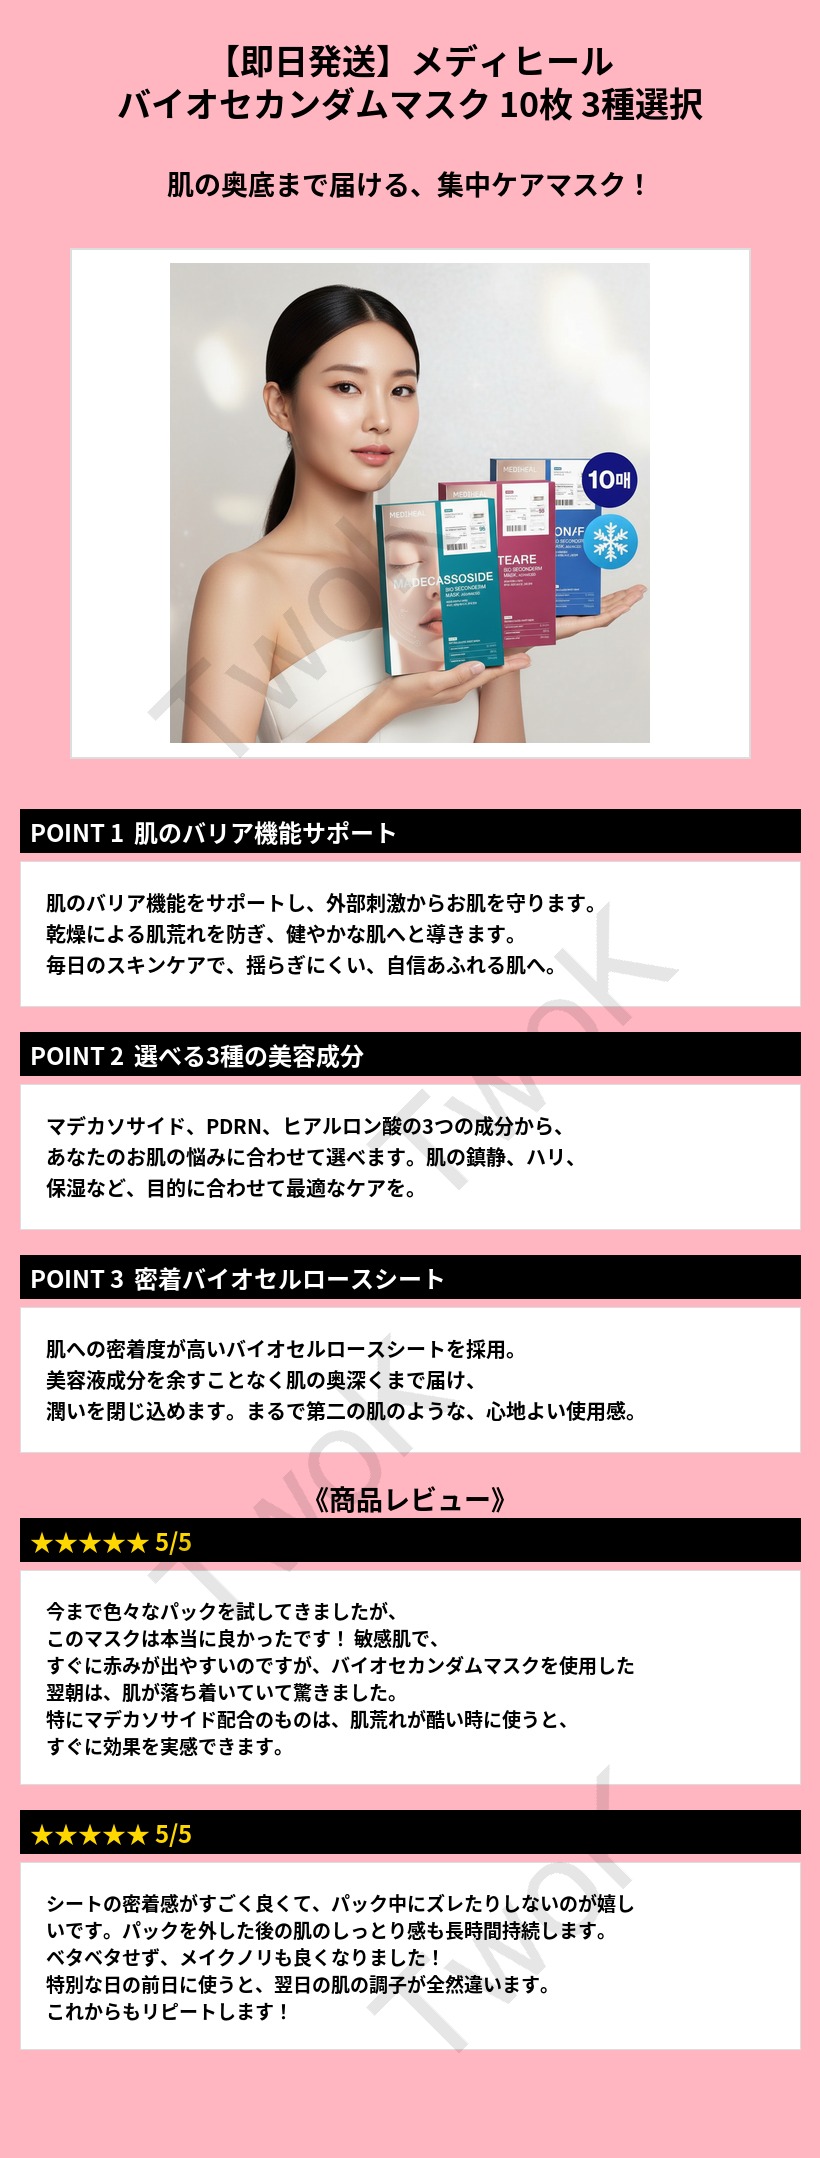 【即日発送】メディヒール
バイオセカンダムマスク 10枚 3種選択
肌の奥底まで届ける、集中ケアマスク！
MEDIHEAL
MEDIHEAL
MEDIHEAL
10매
MADECASSOSIDE
BIO SECONDERM
MASK
TEARE
BIO SECONDERM
MASK
ON/F
TwoK
POINT 1 肌のバリア機能サポート
肌のバリア機能をサポートし、外部刺激からお肌を守ります。
乾燥による肌荒れを防ぎ、健やかな肌へと導きます。
毎日のスキンケアで、揺らぎにくい、自信あふれる肌へ。
TwoK
POINT 2 選べる3種の美容成分
マデカソサイド、PDRN、ヒアルロン酸の3つの成分から、
あなたのお肌の悩みに合わせて選べます。肌の鎮静、ハリ、
保湿など、目的に合わせて最適なケアを。
POINT 3 密着バイオセルロースシート
肌への密着度が高いバイオセルロースシートを採用。
美容液成分を余すことなく肌の奥深くまで届け、
潤いを閉じ込めます。まるで第二の肌のような、心地よい使用感。
TwoK
《商品レビュー》
★★★★★ 5/5
今まで色々なパックを試してきましたが、
このマスクは本当に良かったです！ 敏感肌で、
すぐに赤みが出やすいのですが、バイオセカンダムマスクを使用した
翌朝は、肌が落ち着いていて驚きました。
特にマデカソサイド配合のものは、肌荒れが酷い時に使うと、
すぐに効果を実感できます。
★★★★★ 5/5
シートの密着感がすごく良くて、パック中にズレたりしないのが嬉し
いです。パックを外した後の肌のしっとり感も長時間持続します。
ベタベタせず、メイクノリも良くなりました！
特別な日の前日に使うと、翌日の肌の調子が全然違います。
これからもリピートします！
TwoK